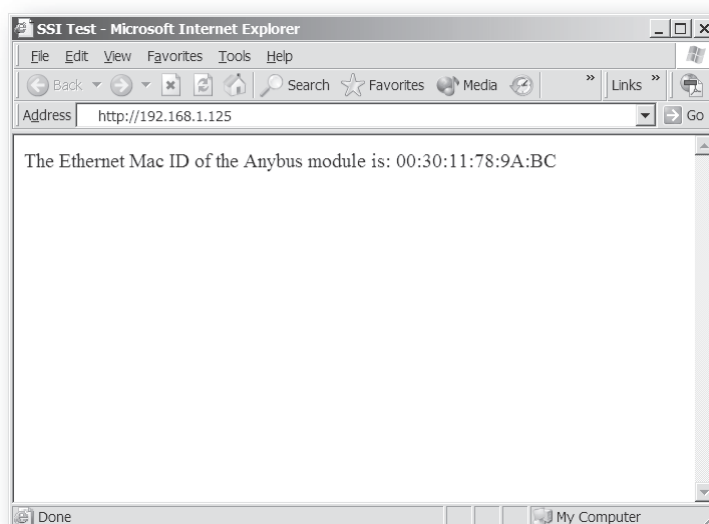 SSI Test - Microsoft Internet Explorer
File Edit View Favorites Tools Help
Back Search Favorites Media » Links »
Address http://192.168.1.125 Go
The Ethernet Mac ID of the Anybus module is: 00:30:11:78:9A:BC
Done My Computer